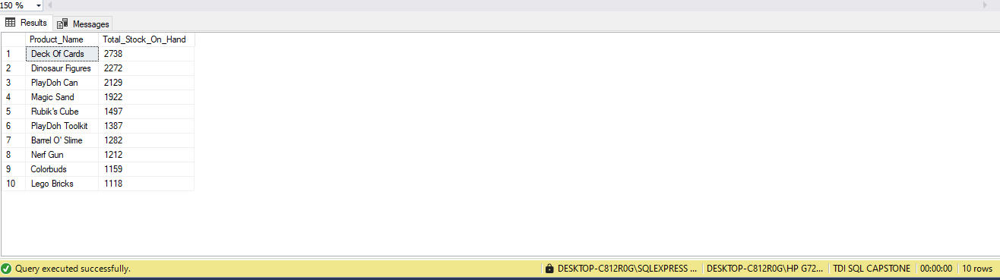 150 %
Results Messages
Product_Name Total_Stock_On_Hand
1 Deck Of Cards 2738
2 Dinosaur Figures 2272
3 PlayDoh Can 2129
4 Magic Sand 1922
5 Rubik's Cube 1497
6 PlayDoh Toolkit 1387
7 Barrel O' Slime 1282
8 Nerf Gun 1212
9 Colorbuds 1159
10 Lego Bricks 1118
Query executed successfully. DESKTOP-C812R0G\SQLEXPRESS ... DESKTOP-C812R0G\HP G72... TDI SQL CAPSTONE 00:00:00 10 rows